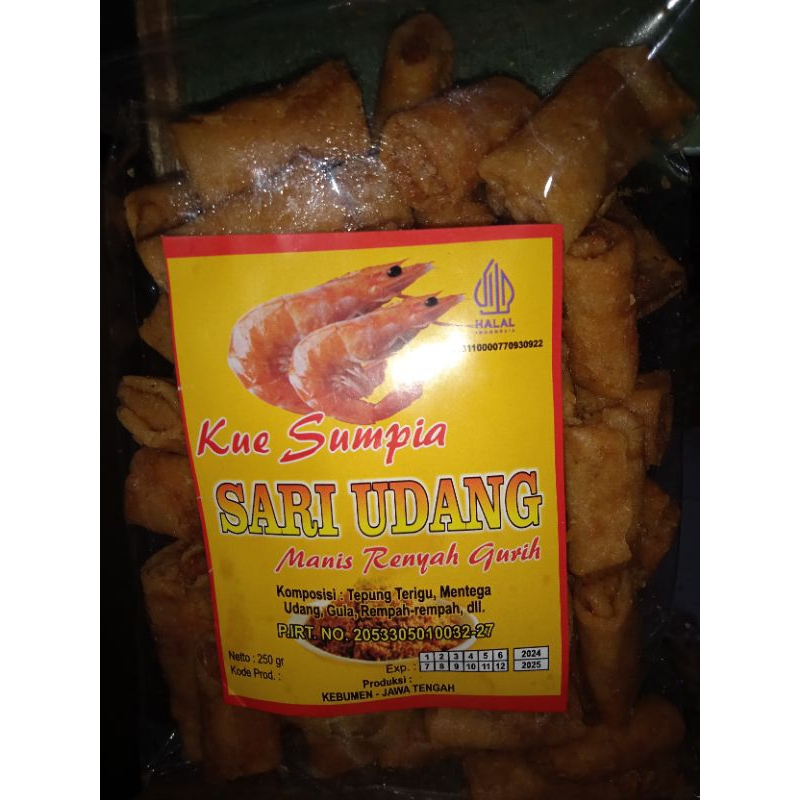 HALAL
INDONESIA
3110000770930922
Kue Sumpia
SARI UDANG
Manis Renyah Gurih
Komposisi : Tepung Terigu, Mentega
Udang, Gula, Rempah-rempah, dll.
P.IRT. NO. 2053305010032-27
Netto : 250 gr
Kode Prod. :
Exp. : 1 2 3 4 5 6 2024
7 8 9 10 11 12 2025
Produksi :
KEBUMEN - JAWA TENGAH